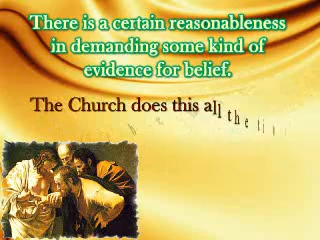 There is a certain reasonableness
in demanding some kind of
evidence for belief.
The Church does this all the